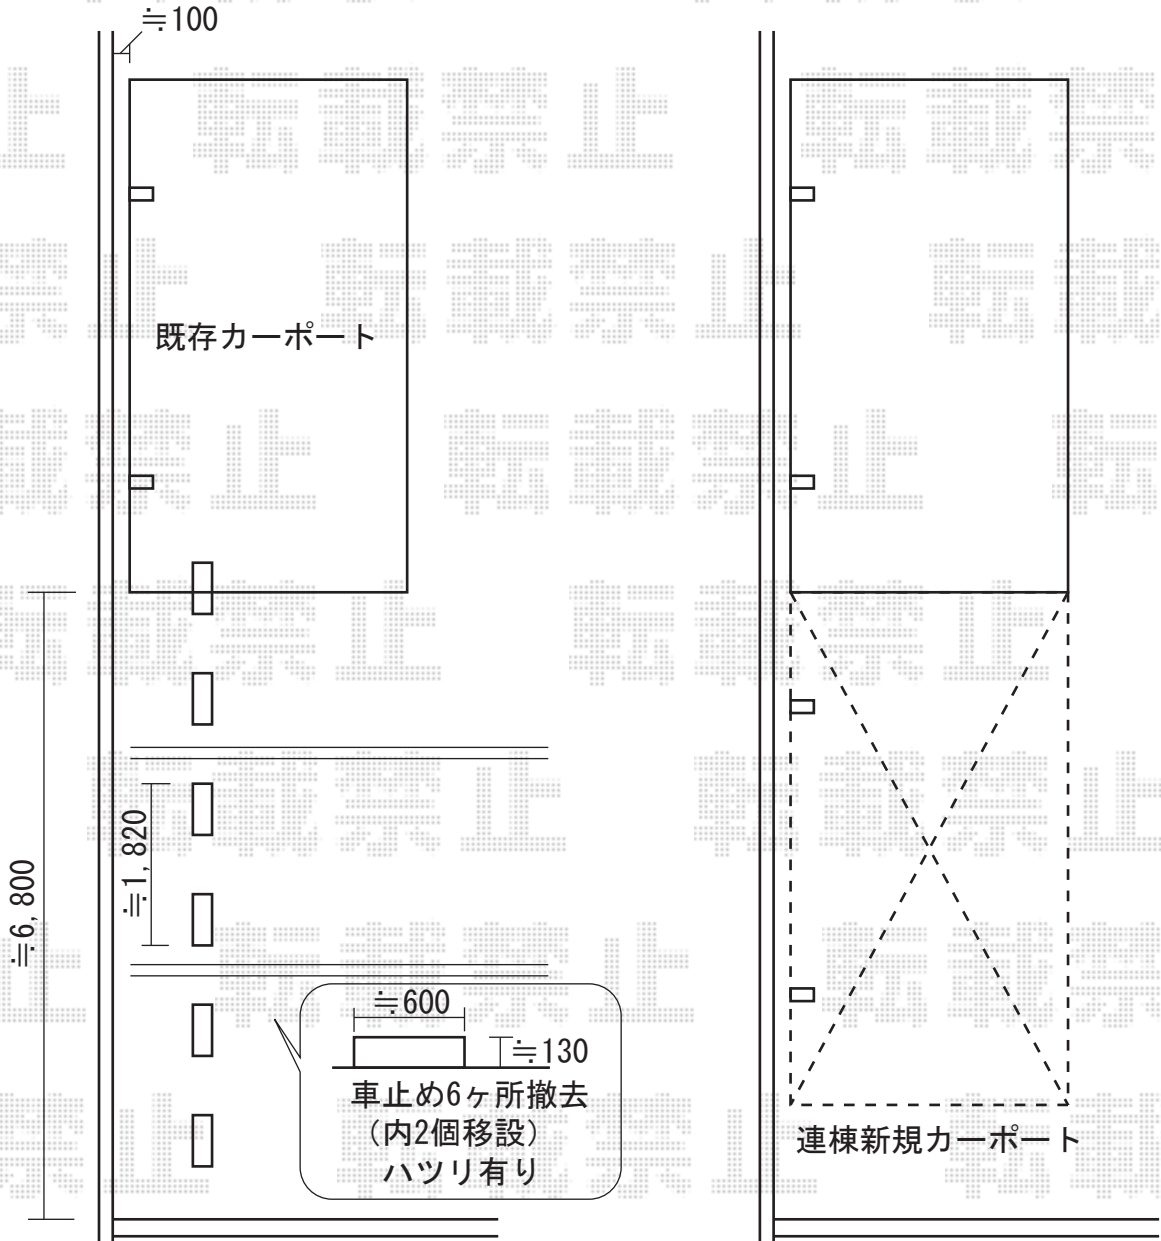 ≒100
既存カーポート
≒6,800
≒1,820
≒600
≒130
車止め6ヶ所撤去
(内2個移設)
ハツリ有り
連棟新規カーポート
転載禁止